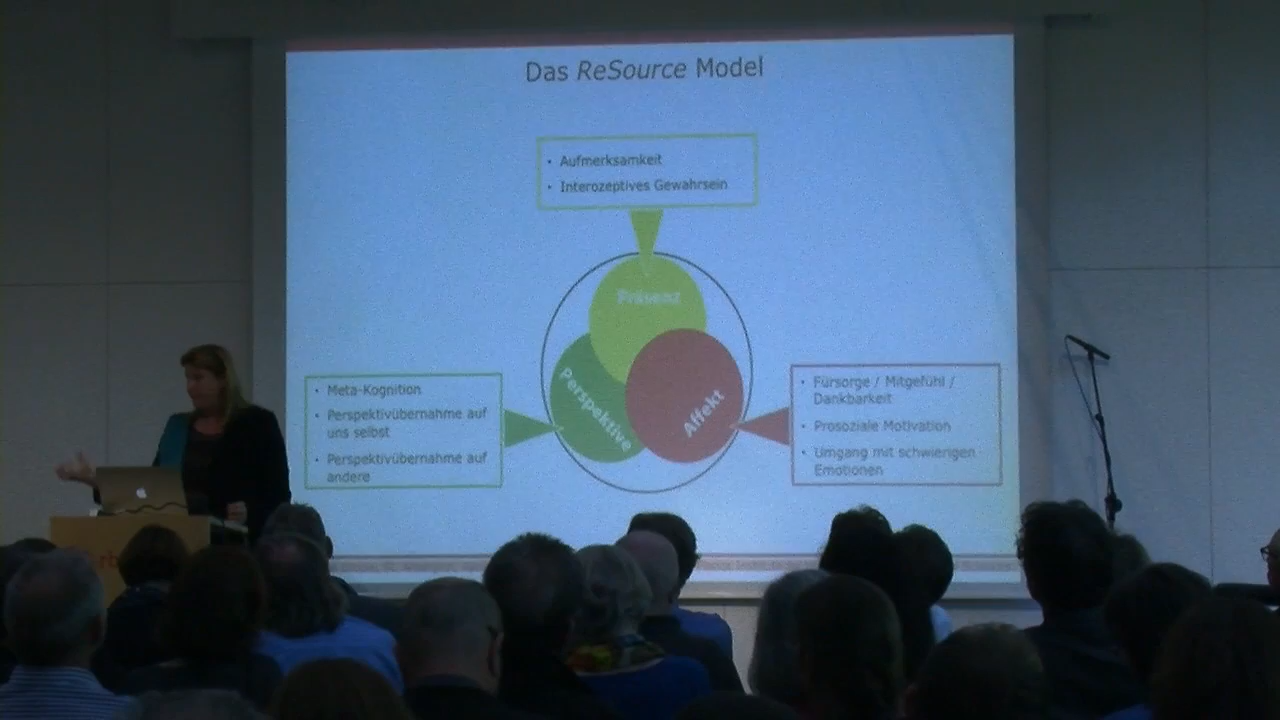 Das ReSource Model
• Aufmerksamkeit
• Interozeptives Gewahrsein
Präsenz
Perspektive
Affekt
• Meta-Kognition
• Perspektivübernahme auf
uns selbst
• Perspektivübernahme auf
andere
• Fürsorge / Mitgefühl /
Dankbarkeit
• Prosoziale Motivation
• Umgang mit schwierigen
Emotionen